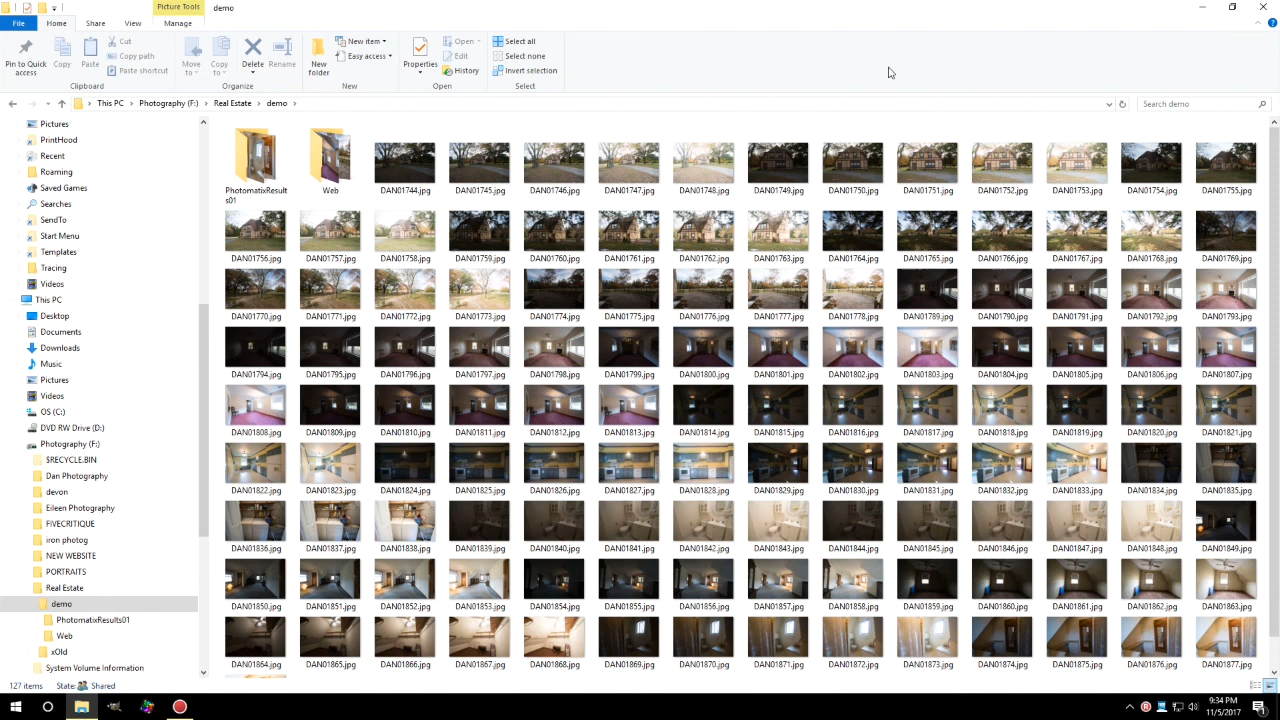 Picture Tools
demo
File
Home
Share
View
Manage
Pin to Quick access
Copy
Paste
Cut
Copy path
Paste shortcut
Clipboard
Move to
Copy to
Delete
Rename
Organize
New folder
New item
Easy access
New
Properties
Open
Edit
History
Open
Select all
Select none
Invert selection
Select
This PC
Photography (F:)
Real Estate
demo
Search demo
Pictures
PrintHood
Recent
Roaming
Saved Games
Searches
SendTo
Start Menu
Templates
Tracing
Videos
This PC
Desktop
Documents
Downloads
Music
Pictures
Videos
OS (C:)
DVD RW Drive (D:)
Photography (F:)
$RECYCLE.BIN
Dan Photography
devon
Eileen Photography
FIVECRITIQUE
iron photog
NEW WEBSITE
PORTRAITS
Real Estate
demo
PhotomatixResults01
Web
xOld
System Volume Information
PhotomatixResults01 Web DAN01744.jpg DAN01745.jpg DAN01746.jpg DAN01747.jpg DAN01748.jpg DAN01749.jpg DAN01750.jpg DAN01751.jpg DAN01752.jpg DAN01753.jpg DAN01754.jpg DAN01755.jpg
DAN01756.jpg DAN01757.jpg DAN01758.jpg DAN01759.jpg DAN01760.jpg DAN01761.jpg DAN01762.jpg DAN01763.jpg DAN01764.jpg DAN01765.jpg DAN01766.jpg DAN01767.jpg DAN01768.jpg DAN01769.jpg
DAN01770.jpg DAN01771.jpg DAN01772.jpg DAN01773.jpg DAN01774.jpg DAN01775.jpg DAN01776.jpg DAN01777.jpg DAN01778.jpg DAN01789.jpg DAN01790.jpg DAN01791.jpg DAN01792.jpg DAN01793.jpg
DAN01794.jpg DAN01795.jpg DAN01796.jpg DAN01797.jpg DAN01798.jpg DAN01799.jpg DAN01800.jpg DAN01801.jpg DAN01802.jpg DAN01803.jpg DAN01804.jpg DAN01805.jpg DAN01806.jpg DAN01807.jpg
DAN01808.jpg DAN01809.jpg DAN01810.jpg DAN01811.jpg DAN01812.jpg DAN01813.jpg DAN01814.jpg DAN01815.jpg DAN01816.jpg DAN01817.jpg DAN01818.jpg DAN01819.jpg DAN01820.jpg DAN01821.jpg
DAN01822.jpg DAN01823.jpg DAN01824.jpg DAN01825.jpg DAN01826.jpg DAN01827.jpg DAN01828.jpg DAN01829.jpg DAN01830.jpg DAN01831.jpg DAN01832.jpg DAN01833.jpg DAN01834.jpg DAN01835.jpg
DAN01836.jpg DAN01837.jpg DAN01838.jpg DAN01839.jpg DAN01840.jpg DAN01841.jpg DAN01842.jpg DAN01843.jpg DAN01844.jpg DAN01845.jpg DAN01846.jpg DAN01847.jpg DAN01848.jpg DAN01849.jpg
DAN01850.jpg DAN01851.jpg DAN01852.jpg DAN01853.jpg DAN01854.jpg DAN01855.jpg DAN01856.jpg DAN01857.jpg DAN01858.jpg DAN01859.jpg DAN01860.jpg DAN01861.jpg DAN01862.jpg DAN01863.jpg
DAN01864.jpg DAN01865.jpg DAN01866.jpg DAN01867.jpg DAN01868.jpg DAN01869.jpg DAN01870.jpg DAN01871.jpg DAN01872.jpg DAN01873.jpg DAN01874.jpg DAN01875.jpg DAN01876.jpg DAN01877.jpg
127 items State: Shared
9:34 PM
11/5/2017